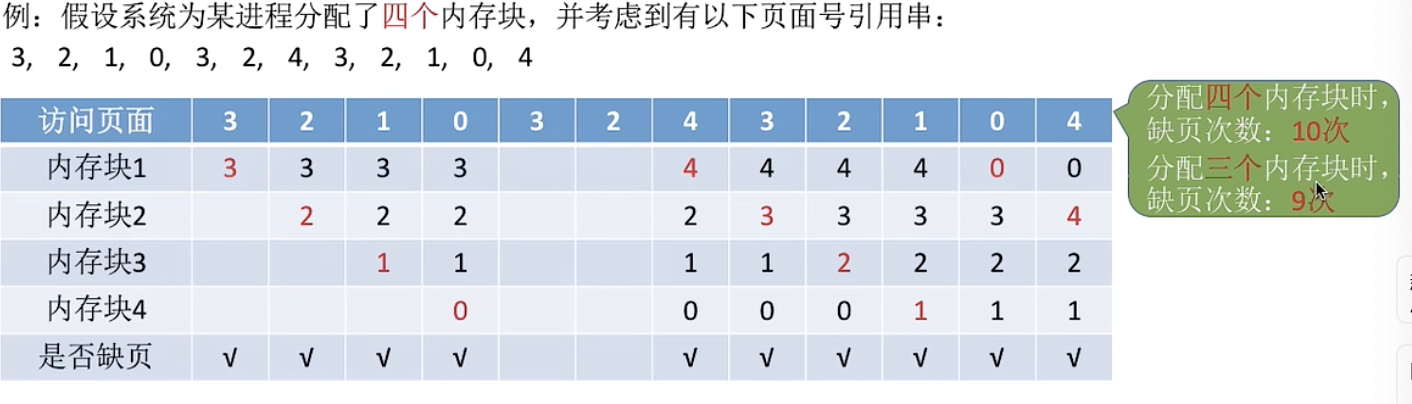 例：假设系统为某进程分配了四个内存块，并考虑到有以下页面号引用串：
3， 2， 1， 0， 3， 2， 4， 3， 2， 1， 0， 4
访问页面 3 2 1 0 3 2 4 3 2 1 0 4
内存块1 3 3 3 3 4 4 4 4 0 0
内存块2 2 2 2 2 3 3 3 3 4
内存块3 1 1 1 1 2 2 2 2
内存块4 0 0 0 0 1 1 1
是否缺页 √ √ √ √ √ √ √ √ √ √
分配四个内存块时，
缺页次数：10次
分配三个内存块时，
缺页次数：9次